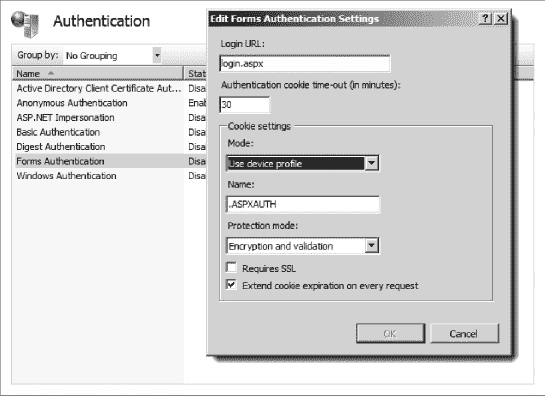 Authentication
Group by: No Grouping
Name Stat
Active Directory Client Certificate Aut... Disa
Anonymous Authentication Enab
ASP.NET Impersonation Disa
Basic Authentication Disa
Digest Authentication Disa
Forms Authentication Disa
Windows Authentication Disa
Edit Forms Authentication Settings
Login URL:
login.aspx
Authentication cookie time-out (in minutes):
30
Cookie settings
Mode:
Use device profile
Name:
.ASPXAUTH
Protection mode:
Encryption and validation
Requires SSL
Extend cookie expiration on every request
OK Cancel